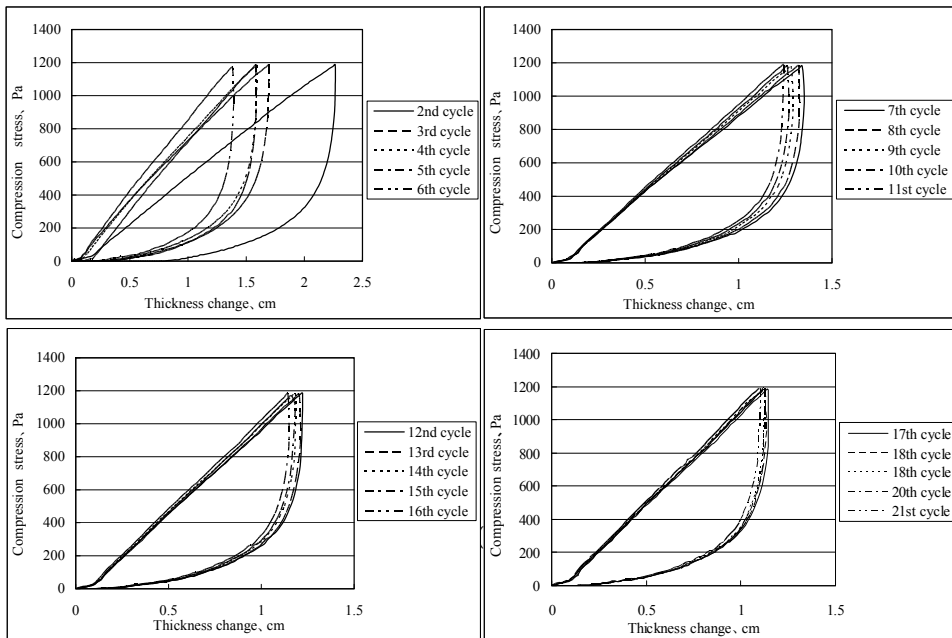 1400
1200
1000
800
600
400
200
0
Compression stress, Pa
0 0.5 1 1.5 2 2.5
Thickness change、cm
2nd cycle
3rd cycle
4th cycle
5th cycle
6th cycle
1400
1200
1000
800
600
400
200
0
Compression stress, Pa
0 0.5 1 1.5
Thickness change、cm
7th cycle
8th cycle
9th cycle
10th cycle
11st cycle
1400
1200
1000
800
600
400
200
0
Compression stress, Pa
0 0.5 1 1.5
Thickness change、cm
12nd cycle
13rd cycle
14th cycle
15th cycle
16th cycle
1400
1200
1000
800
600
400
200
0
Compression stress, Pa
0 0.5 1 1.5
Thickness change、cm
17th cycle
18th cycle
18th cycle
20th cycle
21st cycle